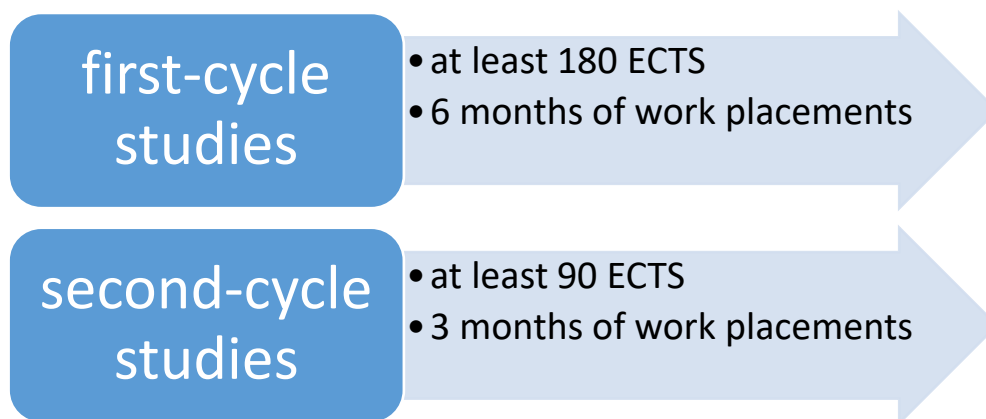 first-cycle
studies
• at least 180 ECTS
• 6 months of work placements
second-cycle
studies
• at least 90 ECTS
• 3 months of work placements